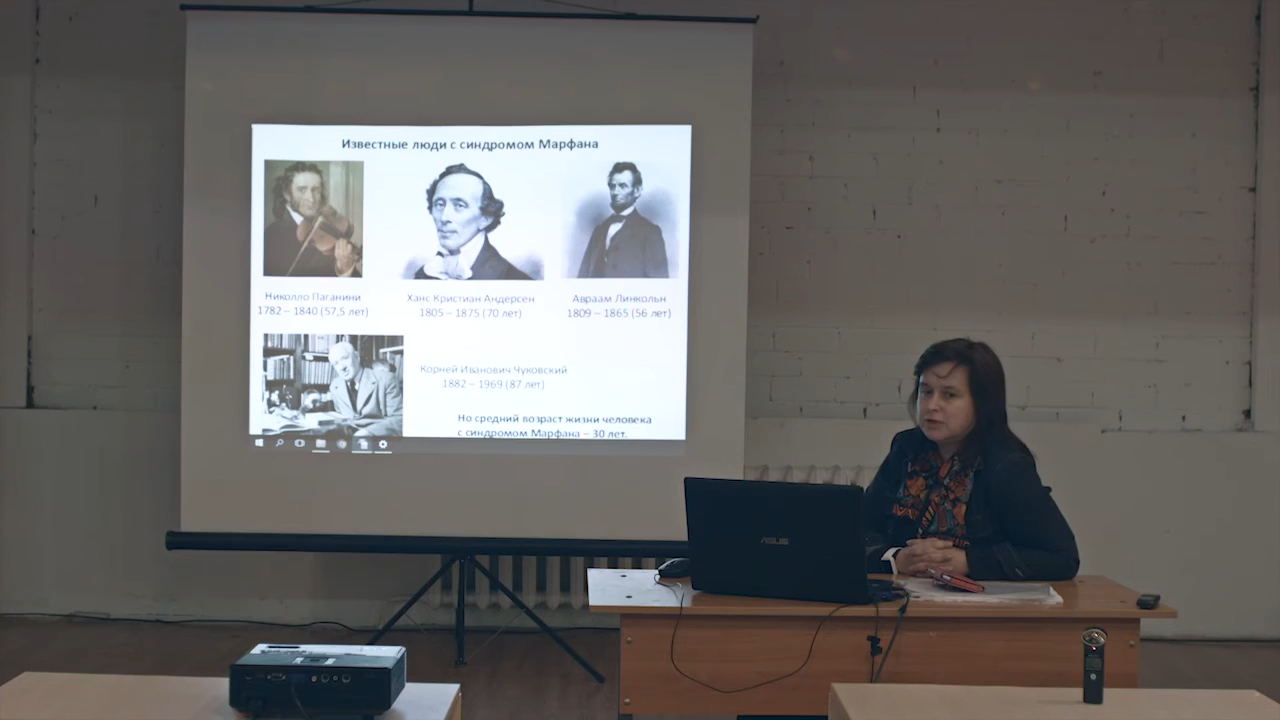 Известные люди с синдромом Марфана
Николло Паганини
1782 – 1840 (57,5 лет)
Ханс Кристиан Андерсен
1805 – 1875 (70 лет)
Авраам Линкольн
1809 – 1865 (56 лет)
Корней Иванович Чуковский
1882 – 1969 (87 лет)
Но средний возраст жизни человека
с синдромом Марфана – 30 лет.
ASUS